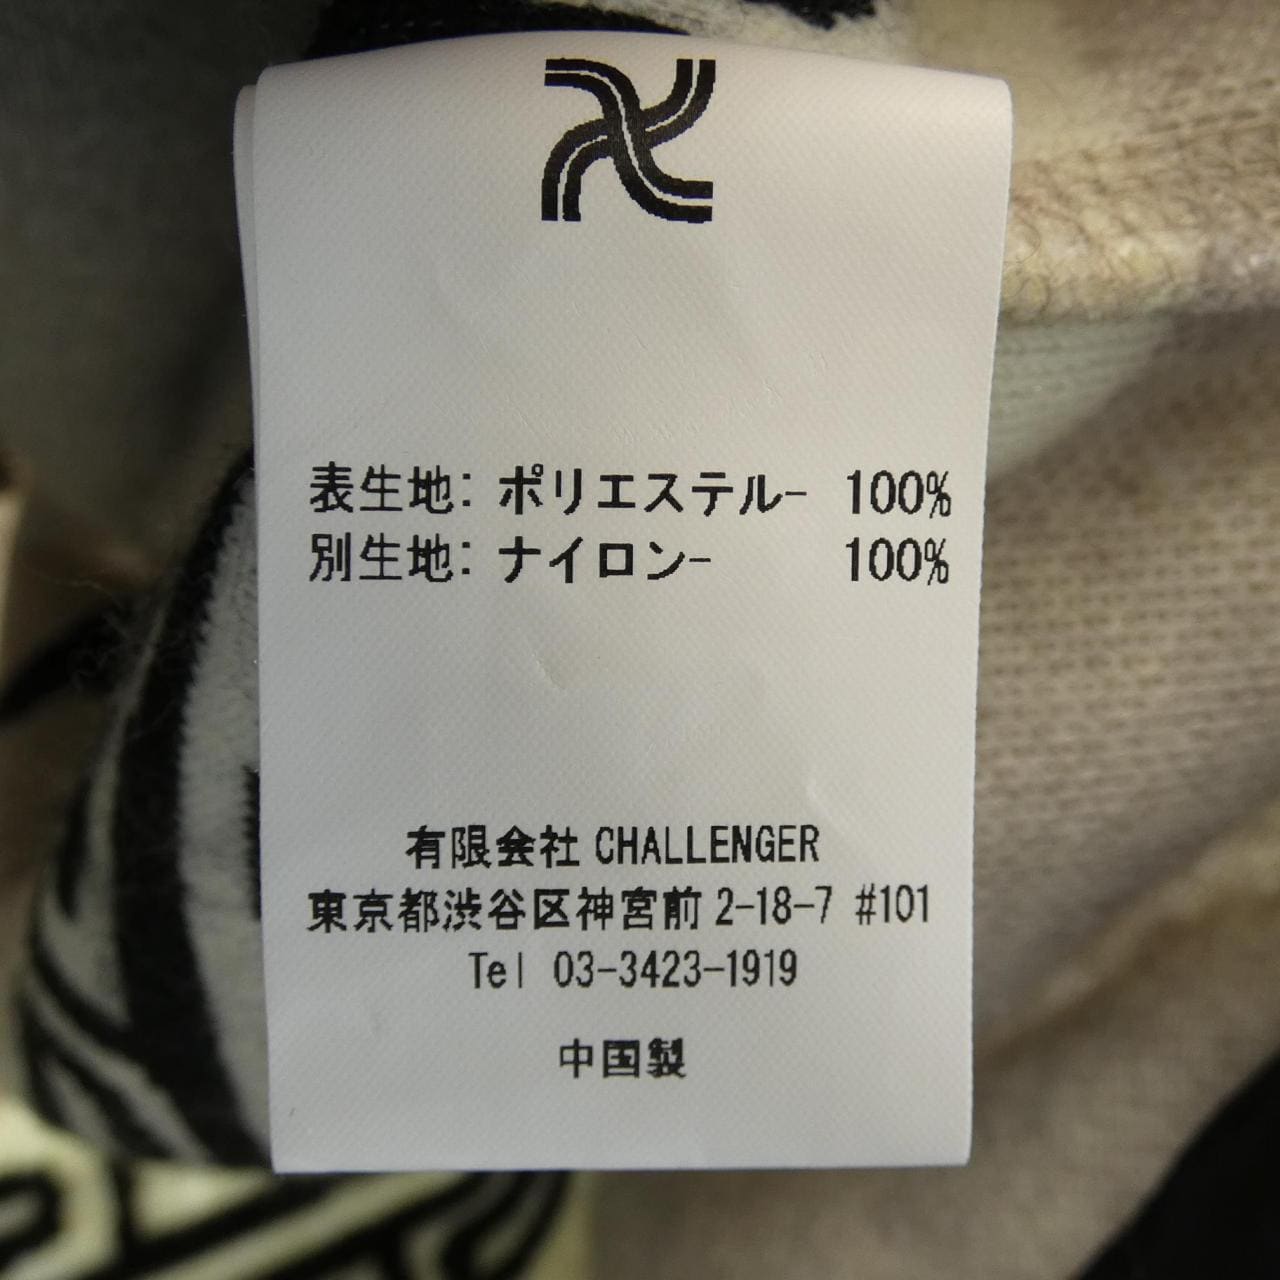 表生地: ポリエステル- 100%
別生地: ナイロン- 100%
有限会社 CHALLENGER
東京都渋谷区神宮前 2-18-7 #101
Tel 03-3423-1919
中国製